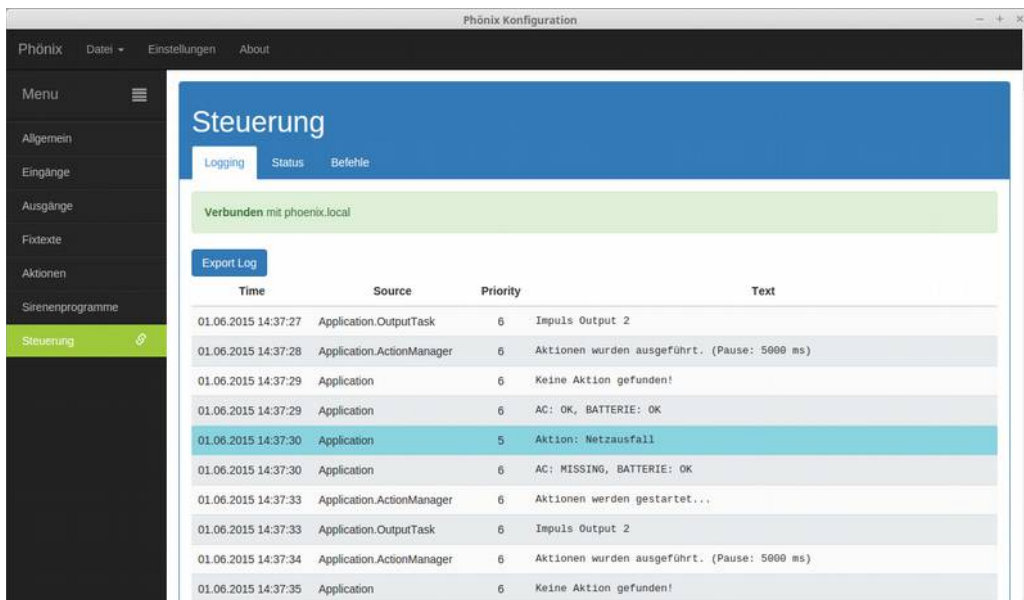 Phönix Konfiguration
Phönix Datei Einstellungen About
Menu
Allgemein
Eingänge
Ausgänge
Fixtexte
Aktionen
Sirenenprogramme
Steuerung
Steuerung
Logging Status Befehle
Verbunden mit phoenix.local
Export Log
Time Source Priority Text
01.06.2015 14:37:27 Application.OutputTask 6 Impuls Output 2
01.06.2015 14:37:28 Application.ActionManager 6 Aktionen wurden ausgeführt. (Pause: 5000 ms)
01.06.2015 14:37:29 Application 6 Keine Aktion gefunden!
01.06.2015 14:37:29 Application 6 AC: OK, BATTERIE: OK
01.06.2015 14:37:30 Application 5 Aktion: Netzausfall
01.06.2015 14:37:30 Application 6 AC: MISSING, BATTERIE: OK
01.06.2015 14:37:33 Application.ActionManager 6 Aktionen werden gestartet...
01.06.2015 14:37:33 Application.OutputTask 6 Impuls Output 2
01.06.2015 14:37:34 Application.ActionManager 6 Aktionen wurden ausgeführt. (Pause: 5000 ms)
01.06.2015 14:37:35 Application 6 Keine Aktion gefunden!